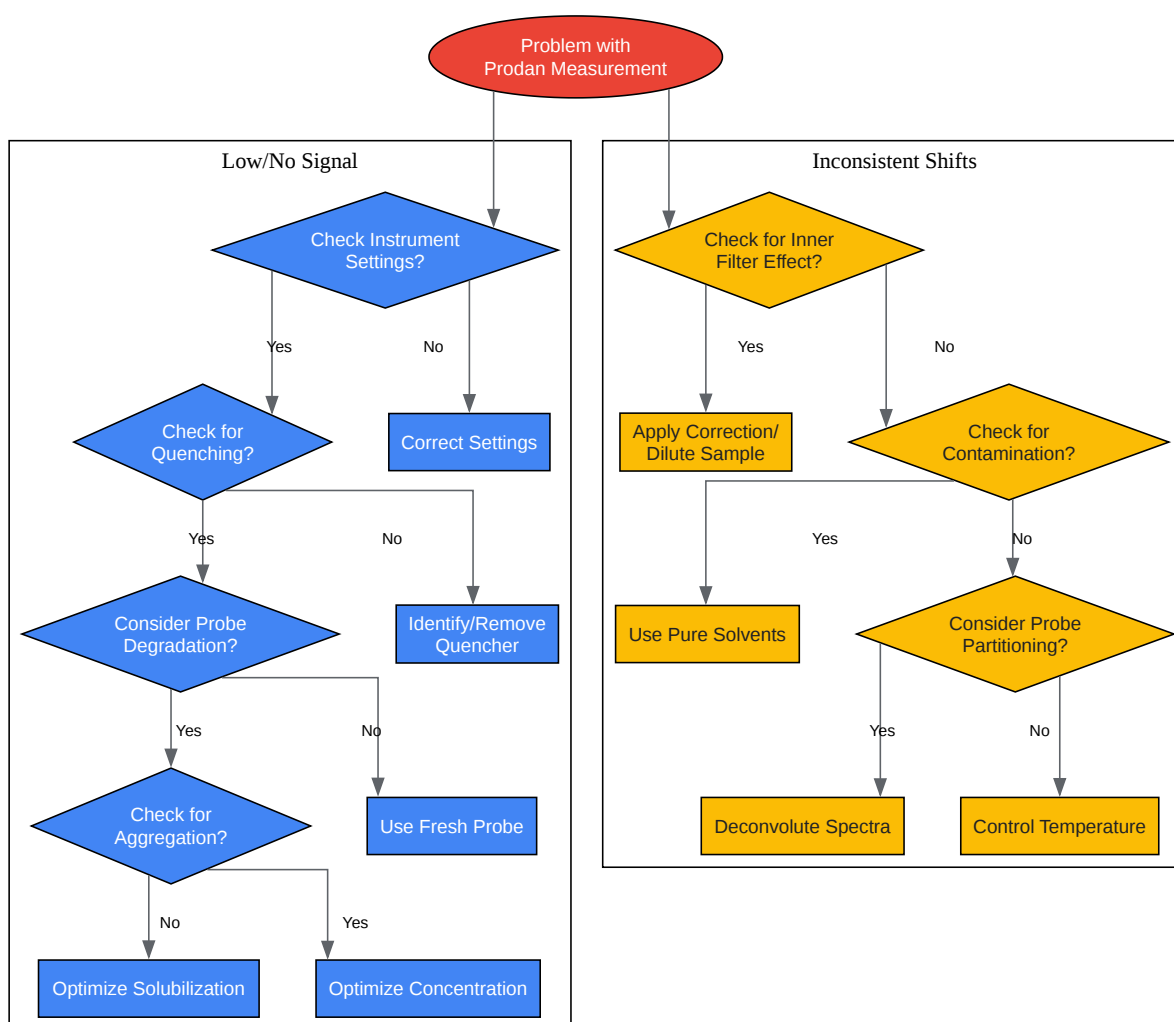 Problem with
Prodan Measurement
Low/No Signal
Check Instrument
Settings?
Yes
No
Check for
Quenching?
Correct Settings
Yes
No
Consider Probe
Degradation?
Identify/Remove
Quencher
Yes
No
Check for
Aggregation?
Use Fresh Probe
No
Yes
Optimize Solubilization
Optimize Concentration
Inconsistent Shifts
Check for Inner
Filter Effect?
Yes
No
Apply Correction/
Dilute Sample
Check for
Contamination?
Yes
No
Use Pure Solvents
Consider Probe
Partitioning?
Yes
No
Deconvolute Spectra
Control Temperature